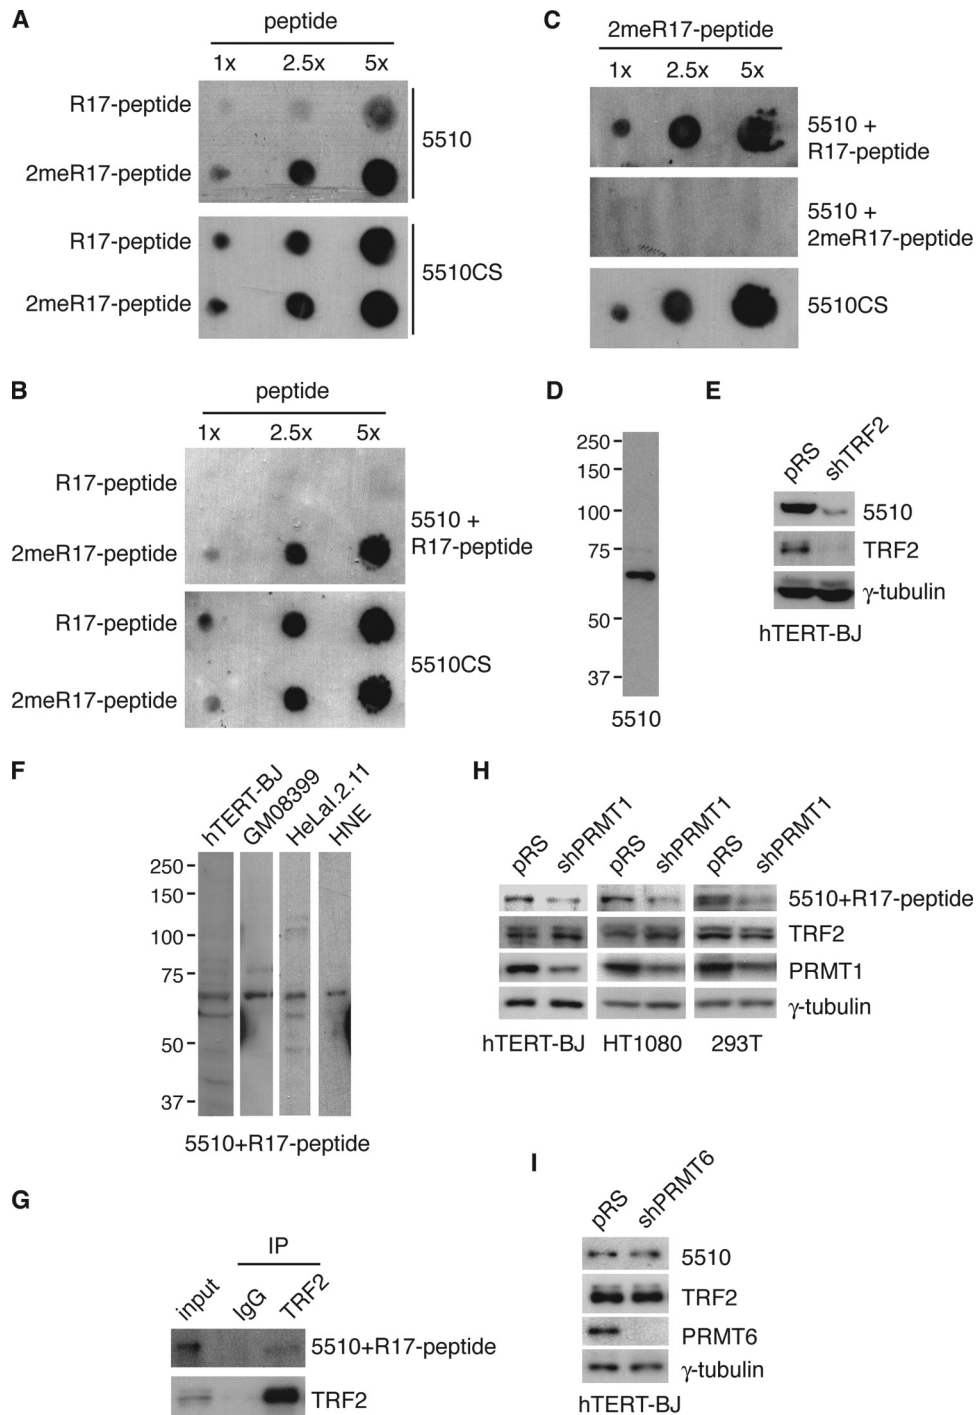 A
peptide
1x 2.5x 5x
R17-peptide
2meR17-peptide
5510
R17-peptide
2meR17-peptide
5510CS
B
peptide
1x 2.5x 5x
R17-peptide
2meR17-peptide
5510 +
R17-peptide
R17-peptide
2meR17-peptide
5510CS
C
2meR17-peptide
1x 2.5x 5x
5510 +
R17-peptide
5510 +
2meR17-peptide
5510CS
D
250
150
100
75
50
37
5510
E
pRS shTRF2
5510
TRF2
γ-tubulin
hTERT-BJ
F
hTERT-BJ GM08399 HeLaI.2.11 HNE
250
150
100
75
50
37
5510+R17-peptide
G
IP
input IgG TRF2
5510+R17-peptide
TRF2
H
pRS shPRMT1 pRS shPRMT1 pRS shPRMT1
5510+R17-peptide
TRF2
PRMT1
γ-tubulin
hTERT-BJ HT1080 293T
I
pRS shPRMT6
5510
TRF2
PRMT6
γ-tubulin
hTERT-BJ